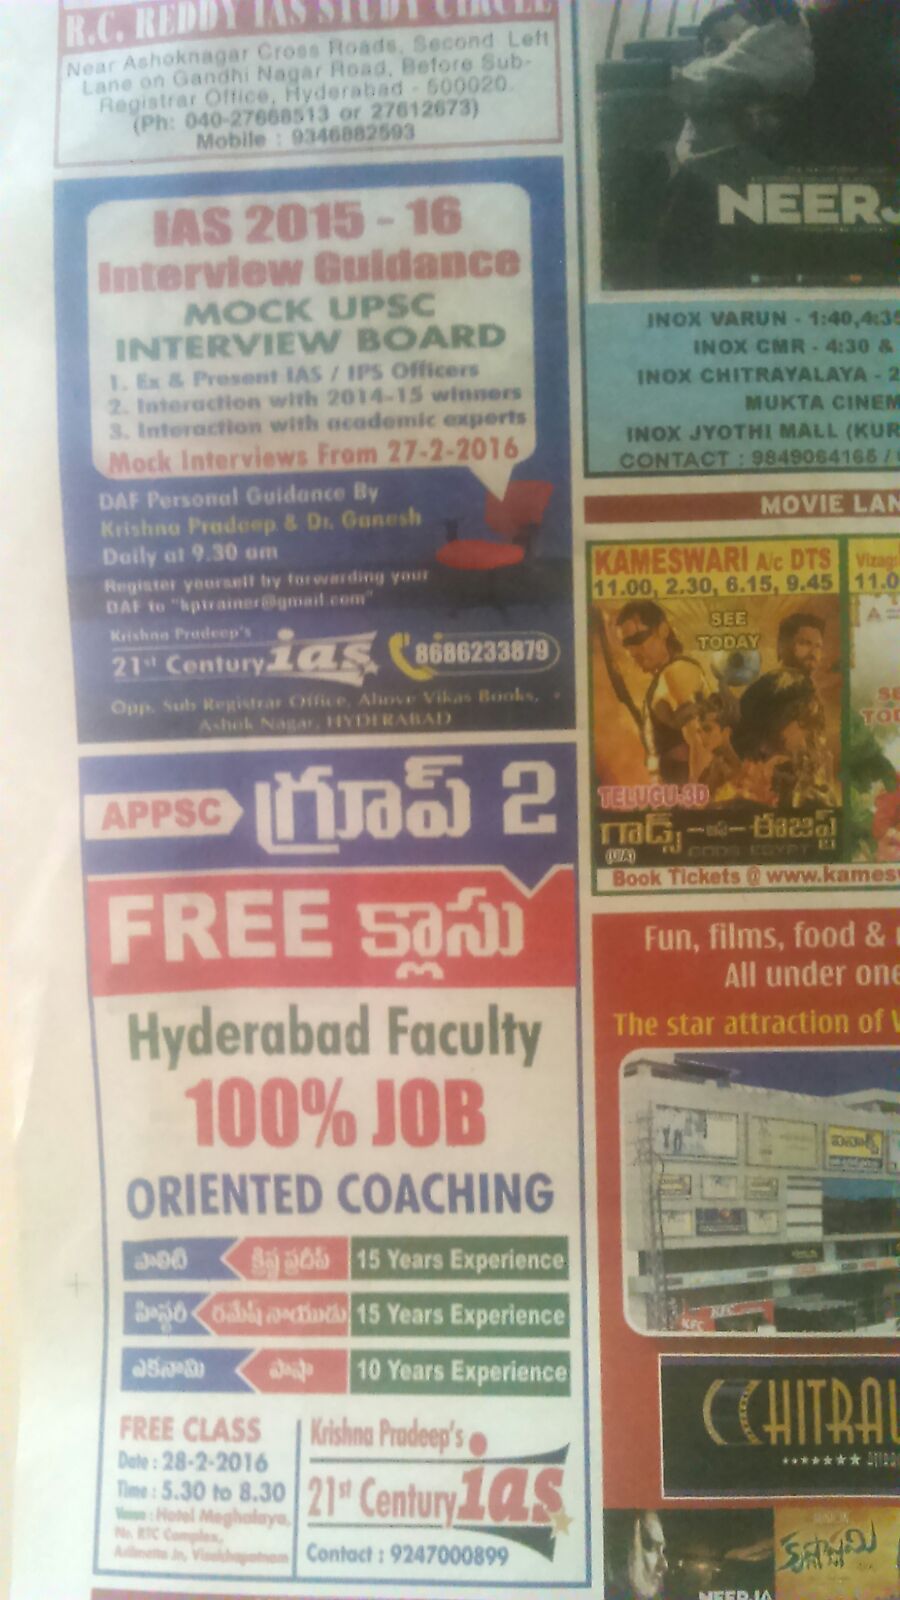 R.C. REDDY IAS STUDY CIRCLE
Near Ashoknagar Cross Roads, Second Left
Lane on Gandhi Nagar Road, Before Sub-
Registrar Office, Hyderabad - 500020.
(Ph: 040-27668513 or 27612673)
Mobile : 9346882593
IAS 2015 - 16
Interview Guidance
MOCK UPSC
INTERVIEW BOARD
1. Ex & Present IAS / IPS Officers
2. Interaction with 2014-15 winners
3. Interaction with academic experts
Mock Interviews From 27-2-2016
DAF Personal Guidance By
Krishna Pradeep & Dr. Ganesh
Daily at 9.30 am
Register yourself by forwarding your
DAF to "kptrainer@gmail.com"
Krishna Pradeep's
21st Century ias 8686233879
Opp. Sub Registrar Office, Above Vikas Books,
Ashok Nagar, HYDERABAD
APPSC గ్రూప్ 2
FREE క్లాసు
Hyderabad Faculty
100% JOB
ORIENTED COACHING
పాలిటీ క్రిష్ణ ప్రదీప్ 15 Years Experience
హిస్టరీ రమేష్ నాయుడు 15 Years Experience
ఎకనామి పాషా 10 Years Experience
FREE CLASS
Date : 28-2-2016
Time : 5.30 to 8.30
Venue : Hotel Meghalaya,
Nr. RTC Complex,
Asilmetta Jn, Visakhapatnam
Krishna Pradeep's
21st Century ias
Contact : 9247000899
NEERJ
INOX VARUN - 1:40,4:35
INOX CMR - 4:30 &
INOX CHITRAYALAYA - 2
MUKTA CINEM
INOX JYOTHI MALL (KUR
CONTACT : 9849064165 /
MOVIE LAN
KAMESWARI A/c DTS
11.00, 2.30, 6.15, 9.45
SEE
TODAY
TELUGU-3D
గాడ్స్ ఈజిప్ట్
(U/A) GODS EGYPT
Book Tickets @ www.kamesw
Vizag
11.0
SE
TOD
Fun, films, food &
All under one
The star attraction of V
ఐనాక్స్
KFC
CHITRAL
NEERJA
కృష్ణాష్టమి